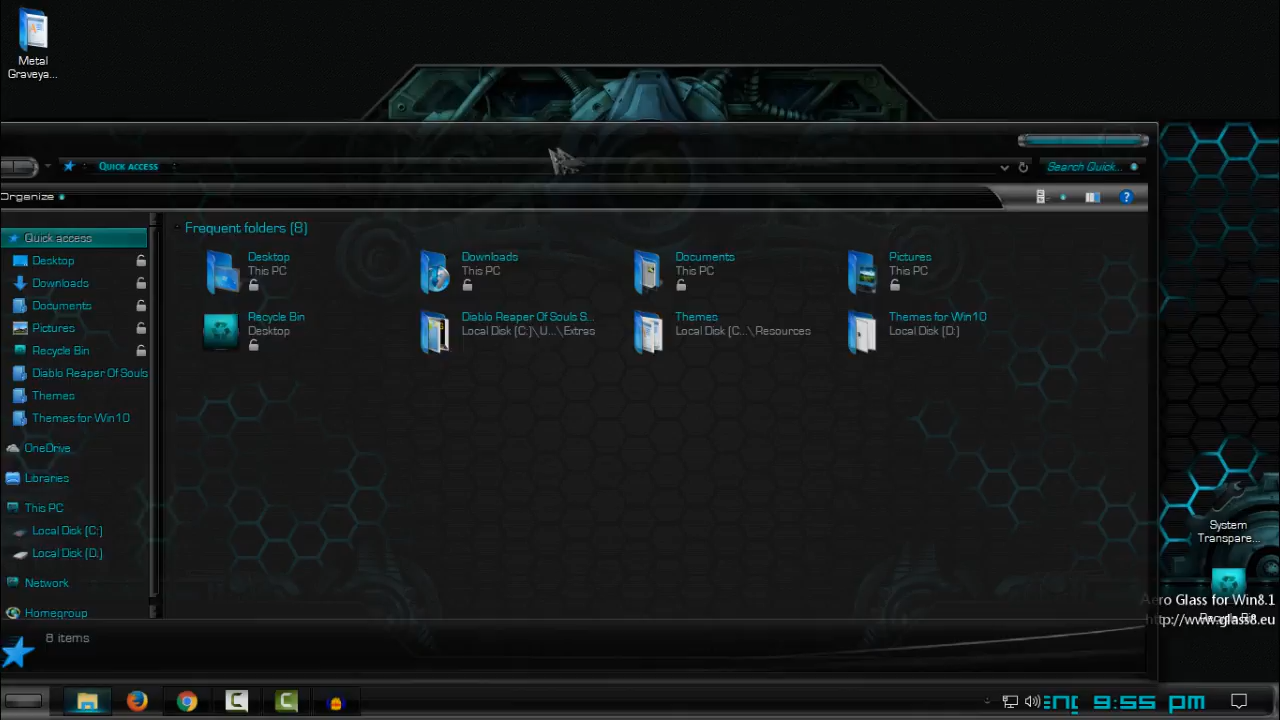 Metal
Graveya...
Quick access
Search Quick...
Organize
Quick access
Desktop
Downloads
Documents
Pictures
Recycle Bin
Diablo Reaper Of Souls
Themes
Themes for Win10
OneDrive
Libraries
This PC
Local Disk (C:)
Local Disk (D:)
Network
Homegroup
Frequent folders (8)
Desktop
This PC
Downloads
This PC
Documents
This PC
Pictures
This PC
Recycle Bin
Desktop
Diablo Reaper Of Souls S...
Local Disk (C:)\U...\Extras
Themes
Local Disk (C...\Resources
Themes for Win10
Local Disk (D:)
8 items
System
Transpare...
Aero Glass for Win8.1
http://www.glass8.eu
9:55 pm